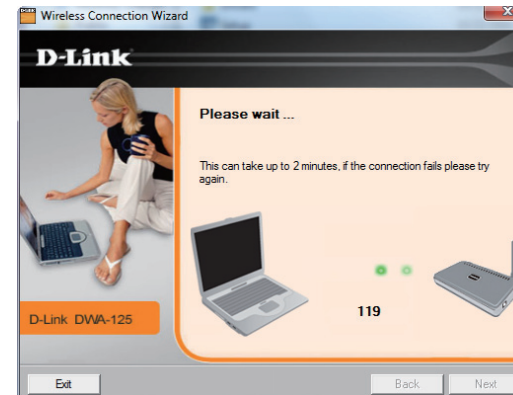 Wireless Connection Wizard
D-Link
Please wait ...
This can take up to 2 minutes, if the connection fails please try
again.
119
D-Link DWA-125
Exit
Back
Next